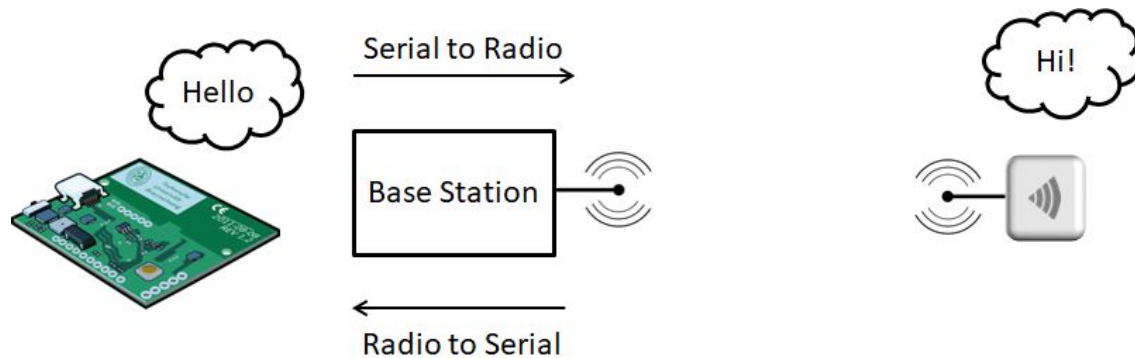 Serial to Radio
Hello
Hi!
Base Station
Radio to Serial